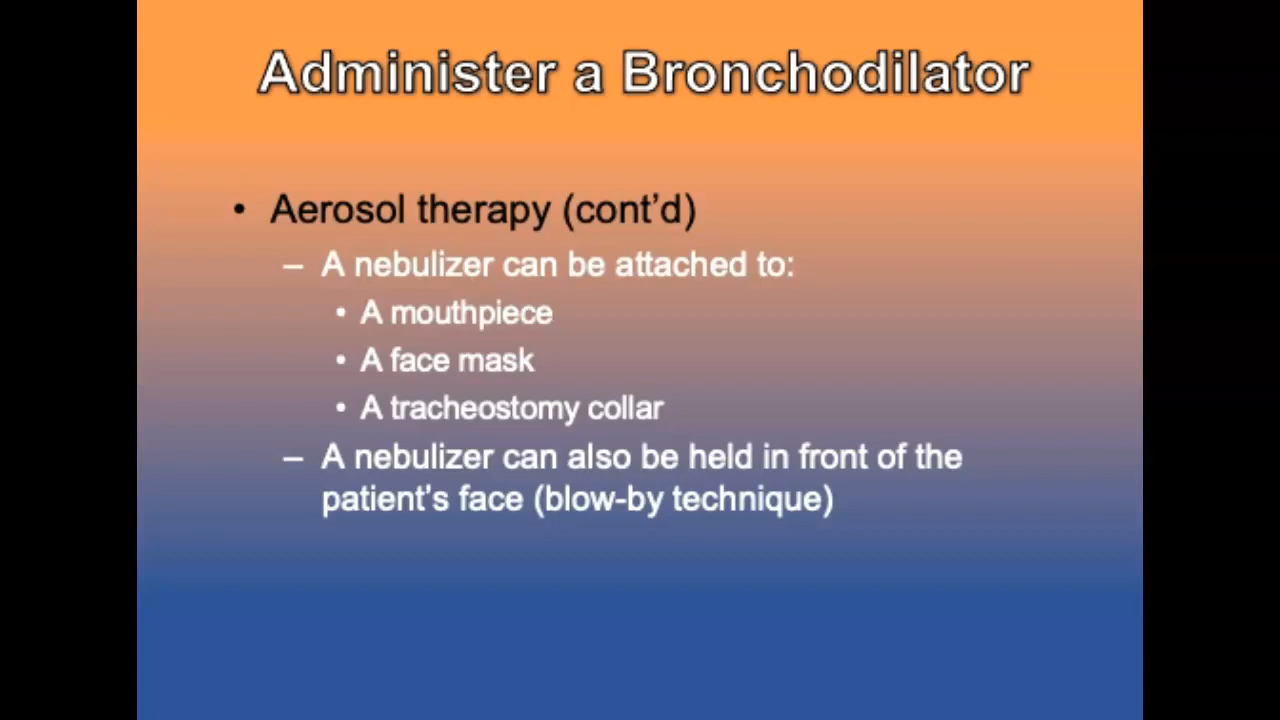 Administer a Bronchodilator
• Aerosol therapy (cont’d)
– A nebulizer can be attached to:
• A mouthpiece
• A face mask
• A tracheostomy collar
– A nebulizer can also be held in front of the
patient’s face (blow-by technique)